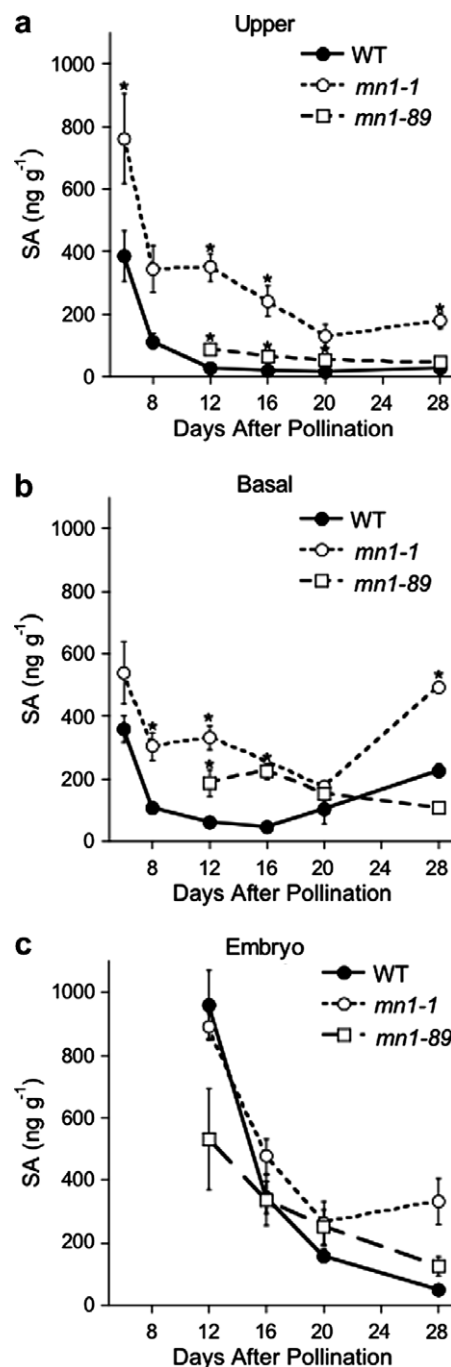 a
Upper
WT
mn1-1
mn1-89
1000
800
600
400
200
0
SA (ng g-1)
8 12 16 20 24 28
Days After Pollination
b
Basal
WT
mn1-1
mn1-89
1000
800
600
400
200
0
SA (ng g-1)
8 12 16 20 24 28
Days After Pollination
c
Embryo
WT
mn1-1
mn1-89
1000
800
600
400
200
0
SA (ng g-1)
8 12 16 20 24 28
Days After Pollination